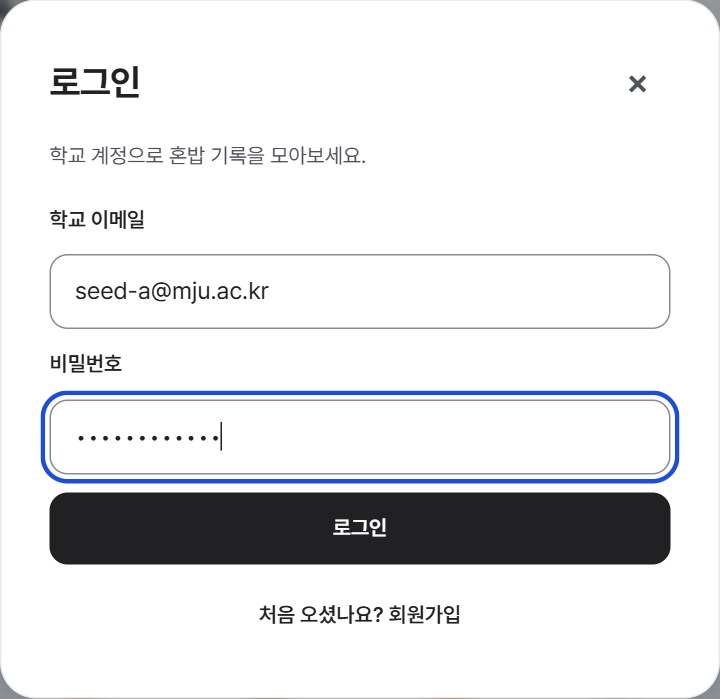 로그인
×
학교 계정으로 혼밥 기록을 모아보세요.
학교 이메일
seed-a@mju.ac.kr
비밀번호
••••••••••••
로그인
처음 오셨나요? 회원가입